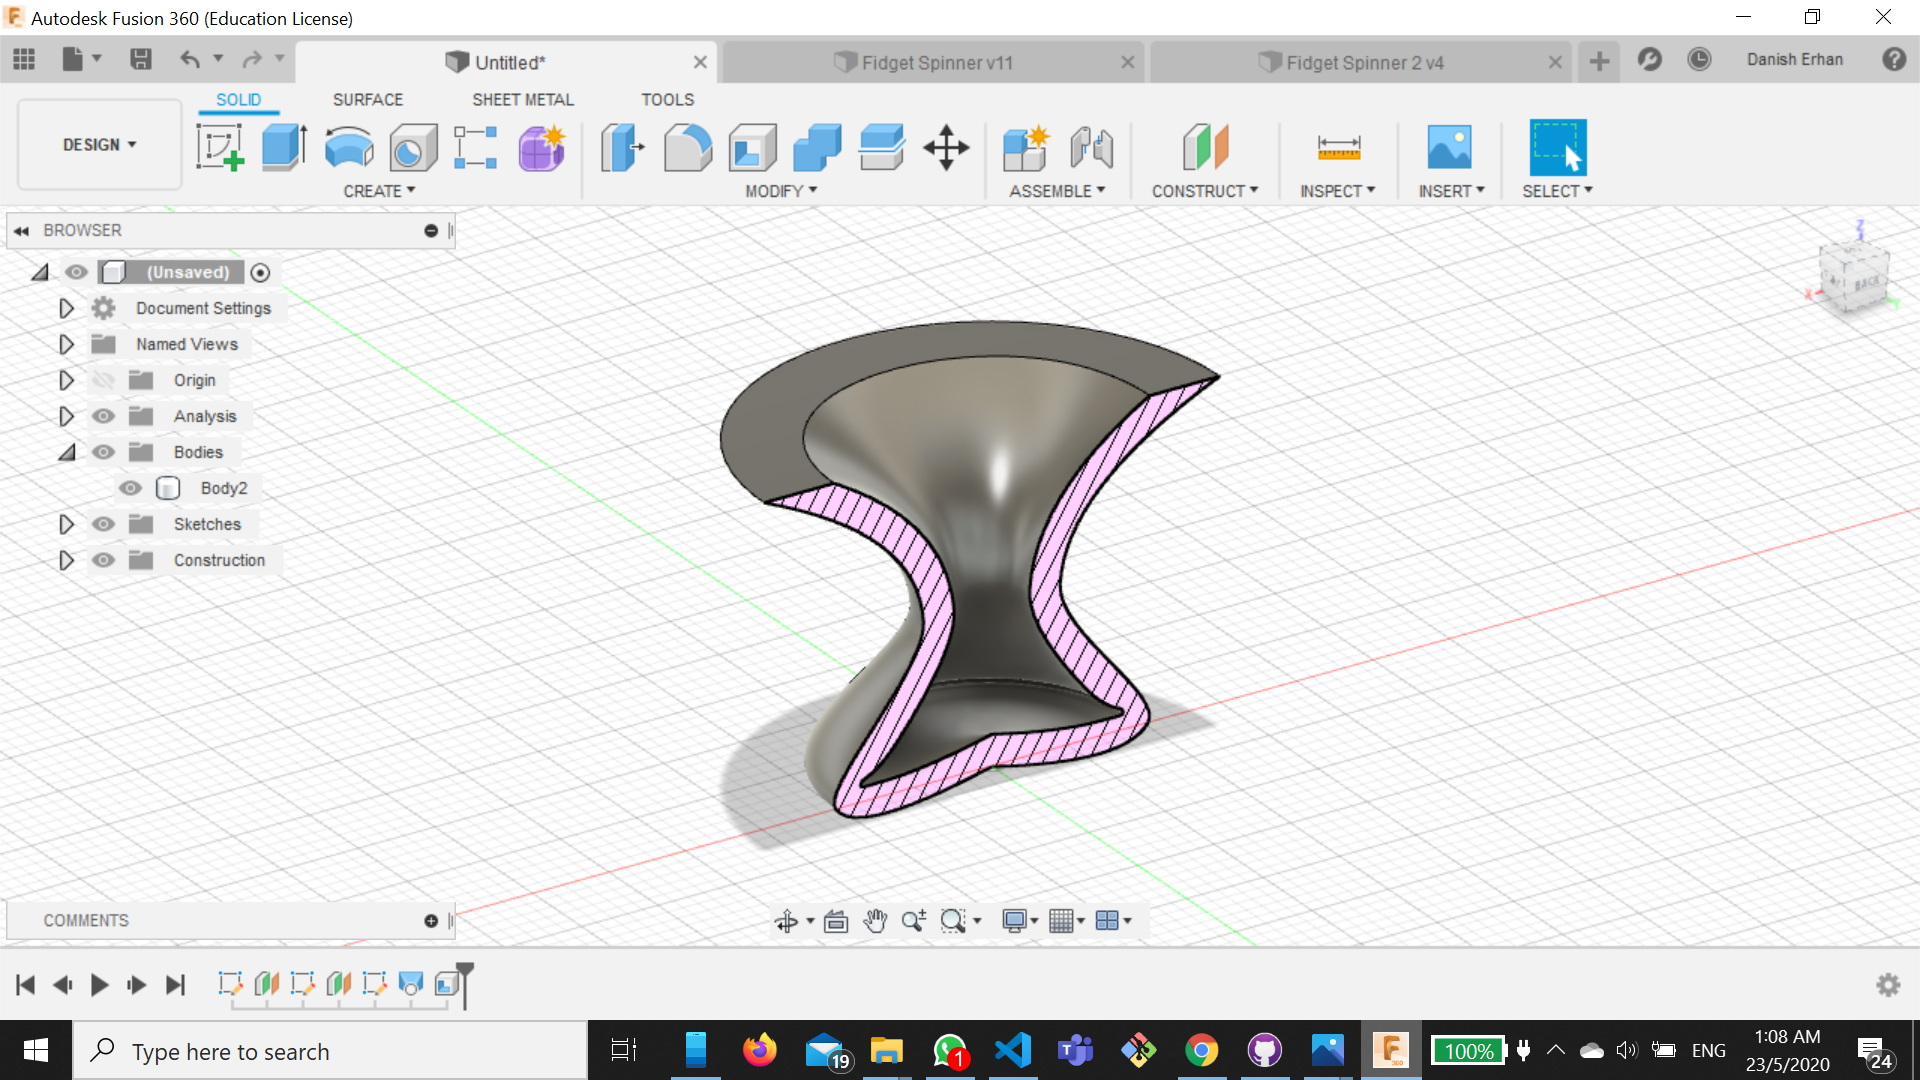 Autodesk Fusion 360 (Education License)
Untitled*
Fidget Spinner v11
Fidget Spinner 2 v4
Danish Erhan
DESIGN
SOLID
SURFACE
SHEET METAL
TOOLS
CREATE
MODIFY
ASSEMBLE
CONSTRUCT
INSPECT
INSERT
SELECT
BROWSER
(Unsaved)
Document Settings
Named Views
Origin
Analysis
Bodies
Body2
Sketches
Construction
Z
BACK
X
COMMENTS
Type here to search
19
1
100%
ENG
1:08 AM
23/5/2020
24